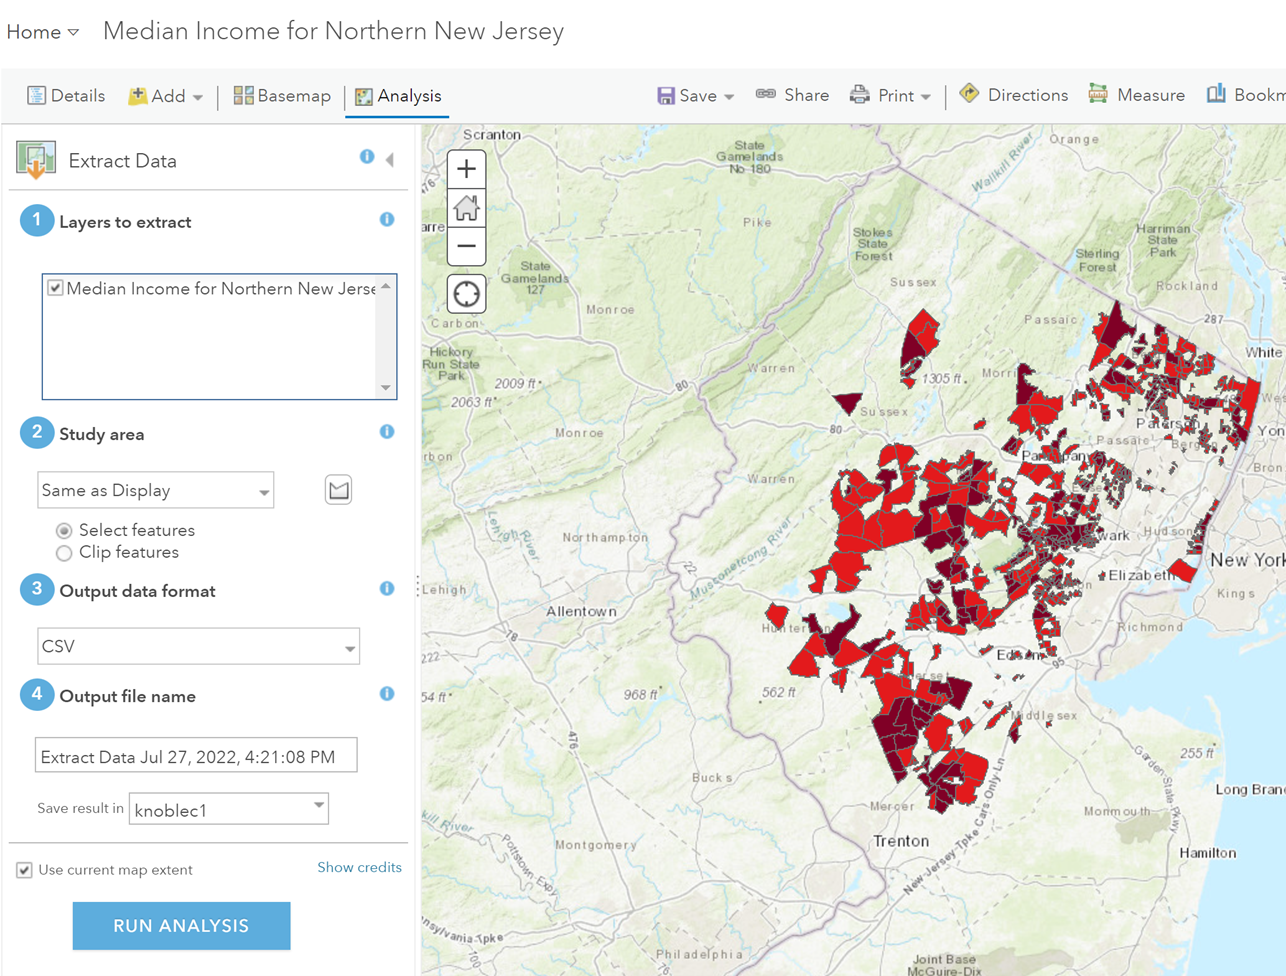 Home Median Income for Northern New Jersey
Details Add Basemap Analysis Save Share Print Directions Measure Bookm
Extract Data
1 Layers to extract
Median Income for Northern New Jerse
2 Study area
Same as Display
Select features
Clip features
3 Output data format
CSV
4 Output file name
Extract Data Jul 27, 2022, 4:21:08 PM
Save result in knoblec1
Use current map extent Show credits
RUN ANALYSIS
Scranton
State
Gamelands
No 180
Orange
Wallkill River
Pike
Stokes
State
Forest
Harriman
State
Park
Sterling
Forest
Rockland
State
Gamelands
127
Sussex
Monroe
Carbon
Passaic
287
White
Hickory
Run State
Park
2009 ft
2063 ft
80
Warren
1305 ft
Morri
Sussex
80
Monroe
Paterson
Passaic
Berg
Yon
rbon
Warren
Par
pany
Essex
Bron
Lehigh
River
Northampton
Musconetcong River
wark
Hudson
New York
22
Elizabeth
Kings
Lehigh
Allentown
Hunterdon
Richmond
78
222
Edison
95
54 ft
968 ft
562 ft
erset
Middlesex
476
255 ft
Bucks
Garden State Pkwy
Long Branc
Mercer
Monmouth
kill River
Trenton
New Jersey Tpke Cars Only Ln
Montgomery
Hamilton
Pottstown Expy
nsylvania Tpke
Philadelphia
Joint Base
McGuire-Dix